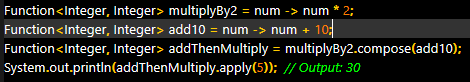 Function<Integer, Integer> multiplyBy2 = num -> num * 2;
Function<Integer, Integer> add10 = num -> num + 10;
Function<Integer, Integer> addThenMultiply = multiplyBy2.compose(add10);
System.out.println(addThenMultiply.apply(5)); // Output: 30